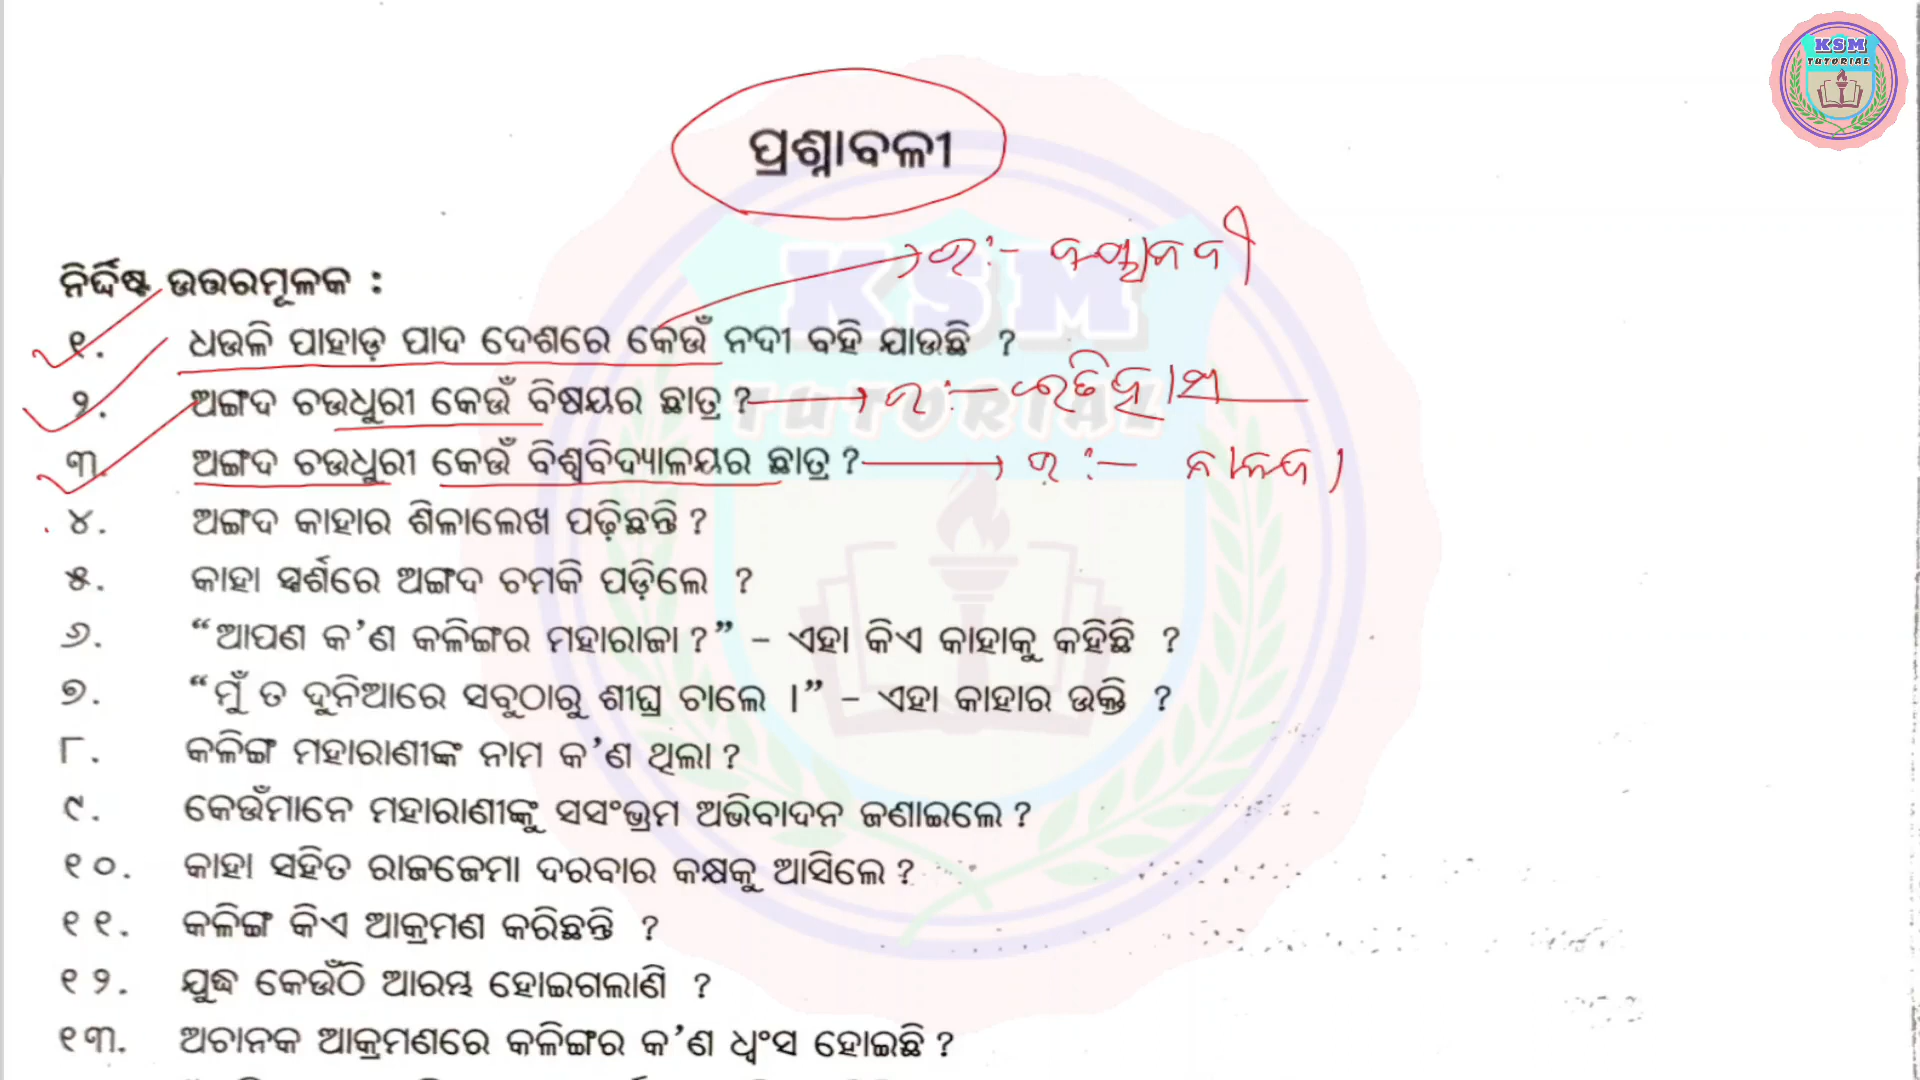 KSM
TUTORIAL
ପ୍ରଶ୍ନାବଳୀ
ନିର୍ଦ୍ଦିଷ୍ଟ ଉତ୍ତରମୂଳକ :
ଉ:- ଦୟାନଦୀ
୧. ଧଉଳି ପାହାଡ଼ ପାଦ ଦେଶରେ କେଉଁ ନଦୀ ବହି ଯାଉଛି ?
୨. ଅଙ୍ଗଦ ଚଉଧୁରୀ କେଉଁ ବିଷୟର ଛାତ୍ର ? ଉ:-
୩. ଅଙ୍ଗଦ ଚଉଧୁରୀ କେଉଁ ବିଶ୍ୱବିଦ୍ୟାଳୟର ଛାତ୍ର ? ଉ:- ନାଳନ୍ଦା
୪. ଅଙ୍ଗଦ କାହାର ଶିଳାଲେଖ ପଢ଼ିଛନ୍ତି ?
୫. କାହା ସ୍ପର୍ଶରେ ଅଙ୍ଗଦ ଚମକି ପଡ଼ିଲେ ?
୬. “ଆପଣ କ’ଣ କଳିଙ୍ଗର ମହାରାଜା ?” – ଏହା କିଏ କାହାକୁ କହିଛି ?
୭. “ମୁଁ ତ ଦୁନିଆରେ ସବୁଠାରୁ ଶୀଘ୍ର ଚାଲେ ।” – ଏହା କାହାର ଉକ୍ତି ?
୮. କଳିଙ୍ଗ ମହାରାଣୀଙ୍କ ନାମ କ’ଣ ଥିଲା ?
୯. କେଉଁମାନେ ମହାରାଣୀଙ୍କୁ ସସଂଭ୍ରମ ଅଭିବାଦନ ଜଣାଇଲେ ?
୧୦. କାହା ସହିତ ରାଜଜେମା ଦରବାର କକ୍ଷକୁ ଆସିଲେ ?
୧୧. କଳିଙ୍ଗ କିଏ ଆକ୍ରମଣ କରିଛନ୍ତି ?
୧୨. ଯୁଦ୍ଧ କେଉଁଠି ଆରମ୍ଭ ହୋଇଗଲାଣି ?
୧୩. ଅଚାନକ ଆକ୍ରମଣରେ କଳିଙ୍ଗର କ’ଣ ଧ୍ୱଂସ ହୋଇଛି ?